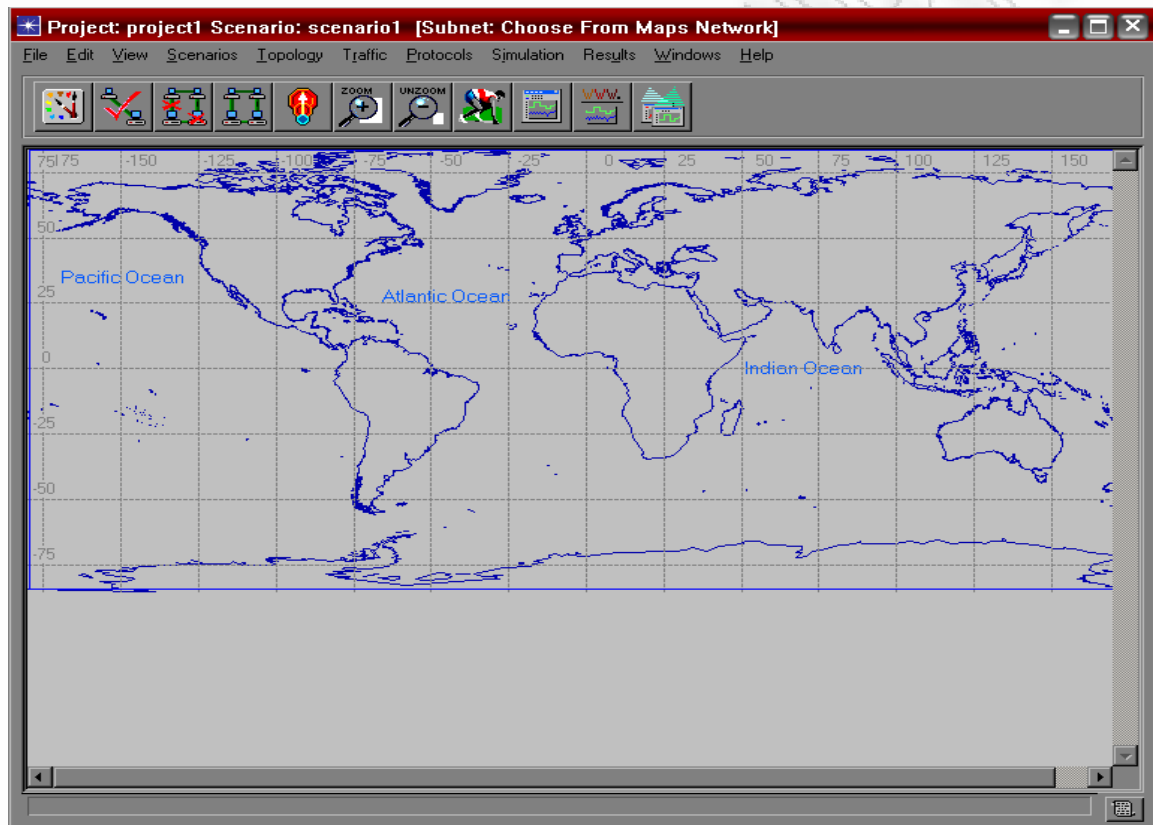 Project: project1 Scenario: scenario1 [Subnet: Choose From Maps Network]
File Edit View Scenarios Topology Traffic Protocols Simulation Results Windows Help
ZOOM UNZOOM
75175 -150 -125 -100 -75 -50 -25 0 25 50 75 100 125 150
50
Pacific Ocean
25
Atlantic Ocean
0
Indian Ocean
-25
-50
-75